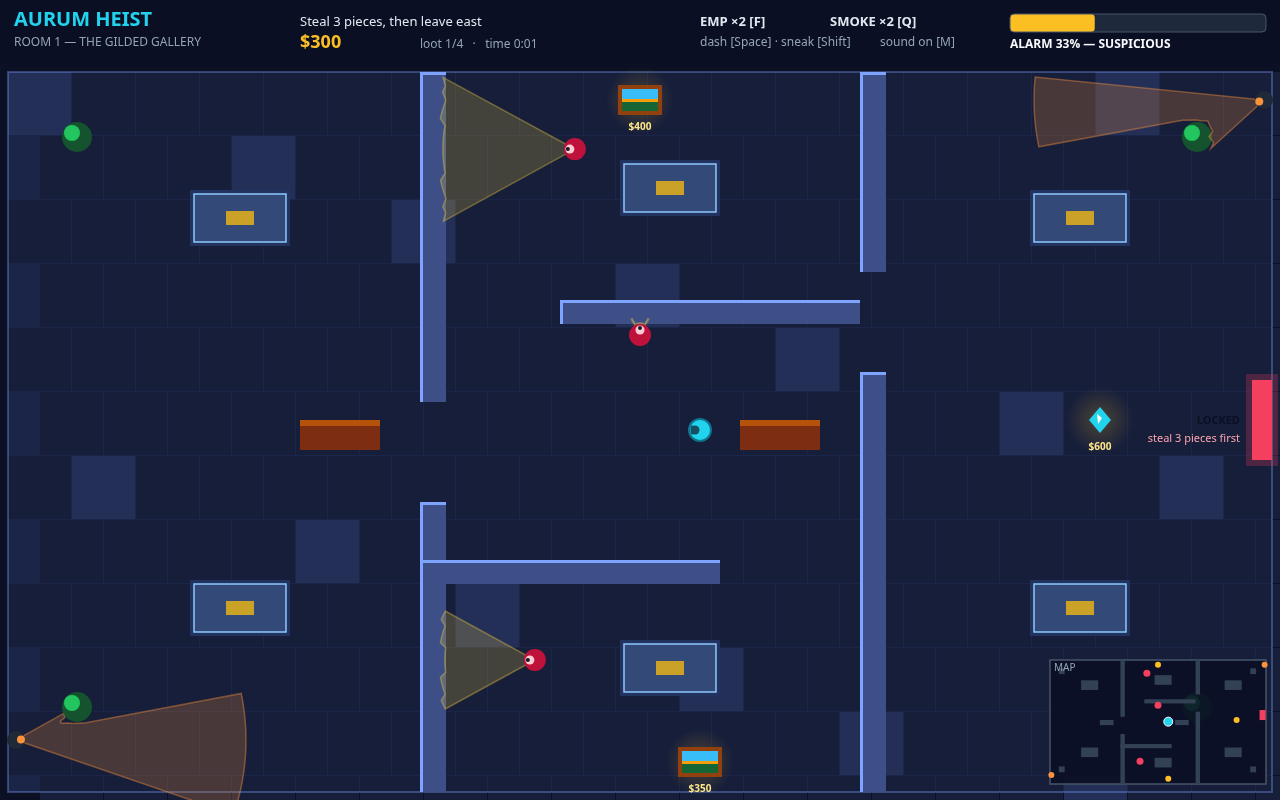 AURUM HEIST
ROOM 1 — THE GILDED GALLERY
Steal 3 pieces, then leave east
$300
loot 1/4 · time 0:01
EMP ×2 [F]
SMOKE ×2 [Q]
dash [Space] · sneak [Shift]
sound on [M]
ALARM 33% — SUSPICIOUS
$400
LOCKED
steal 3 pieces first
$600
MAP
$350